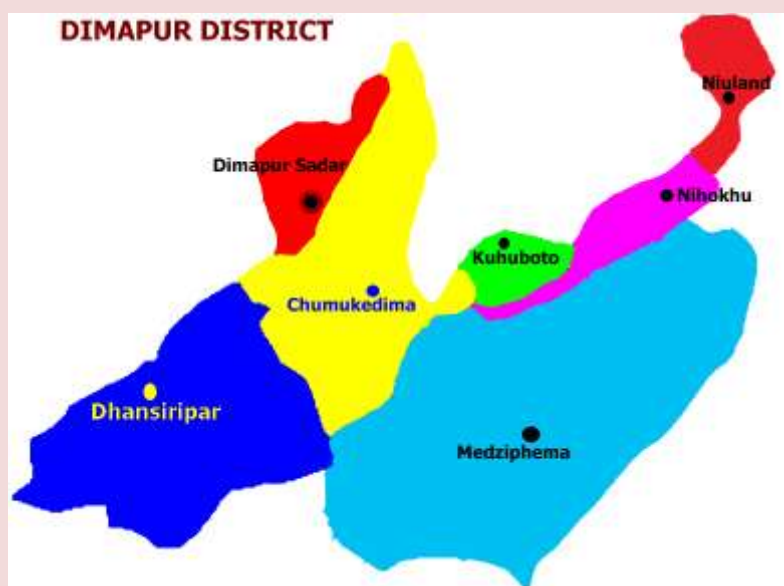 DIMAPUR DISTRICT
Niuland
Dimapur Sadar
Nihokhu
Kuhuboto
Chumukedima
Dhansiripar
Medziphema